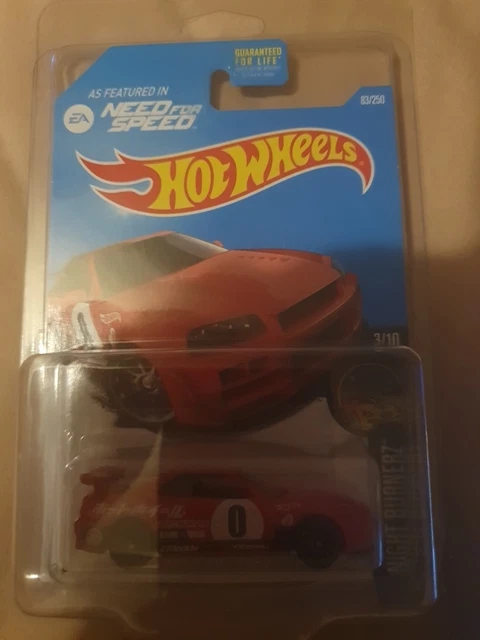 GUARANTEED
FOR LIFE
AS FEATURED IN
EA
NEED FOR
SPEED
83/250
HOT WHEELS
0
3/10
NIGHT BURNERZ
0